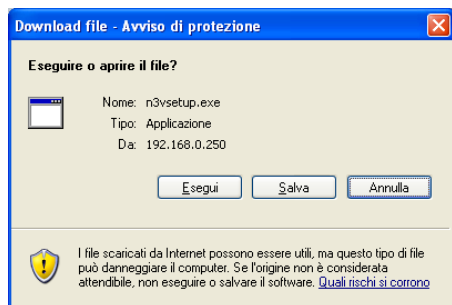 Download file - Avviso di protezione
Eseguire o aprire il file?
Nome: n3vsetup.exe
Tipo: Applicazione
Da: 192.168.0.250
Esegui Salva Annulla
I file scaricati da Internet possono essere utili, ma questo tipo di file
può danneggiare il computer. Se l'origine non è considerata
attendibile, non eseguire o salvare il software. Quali rischi si corrono